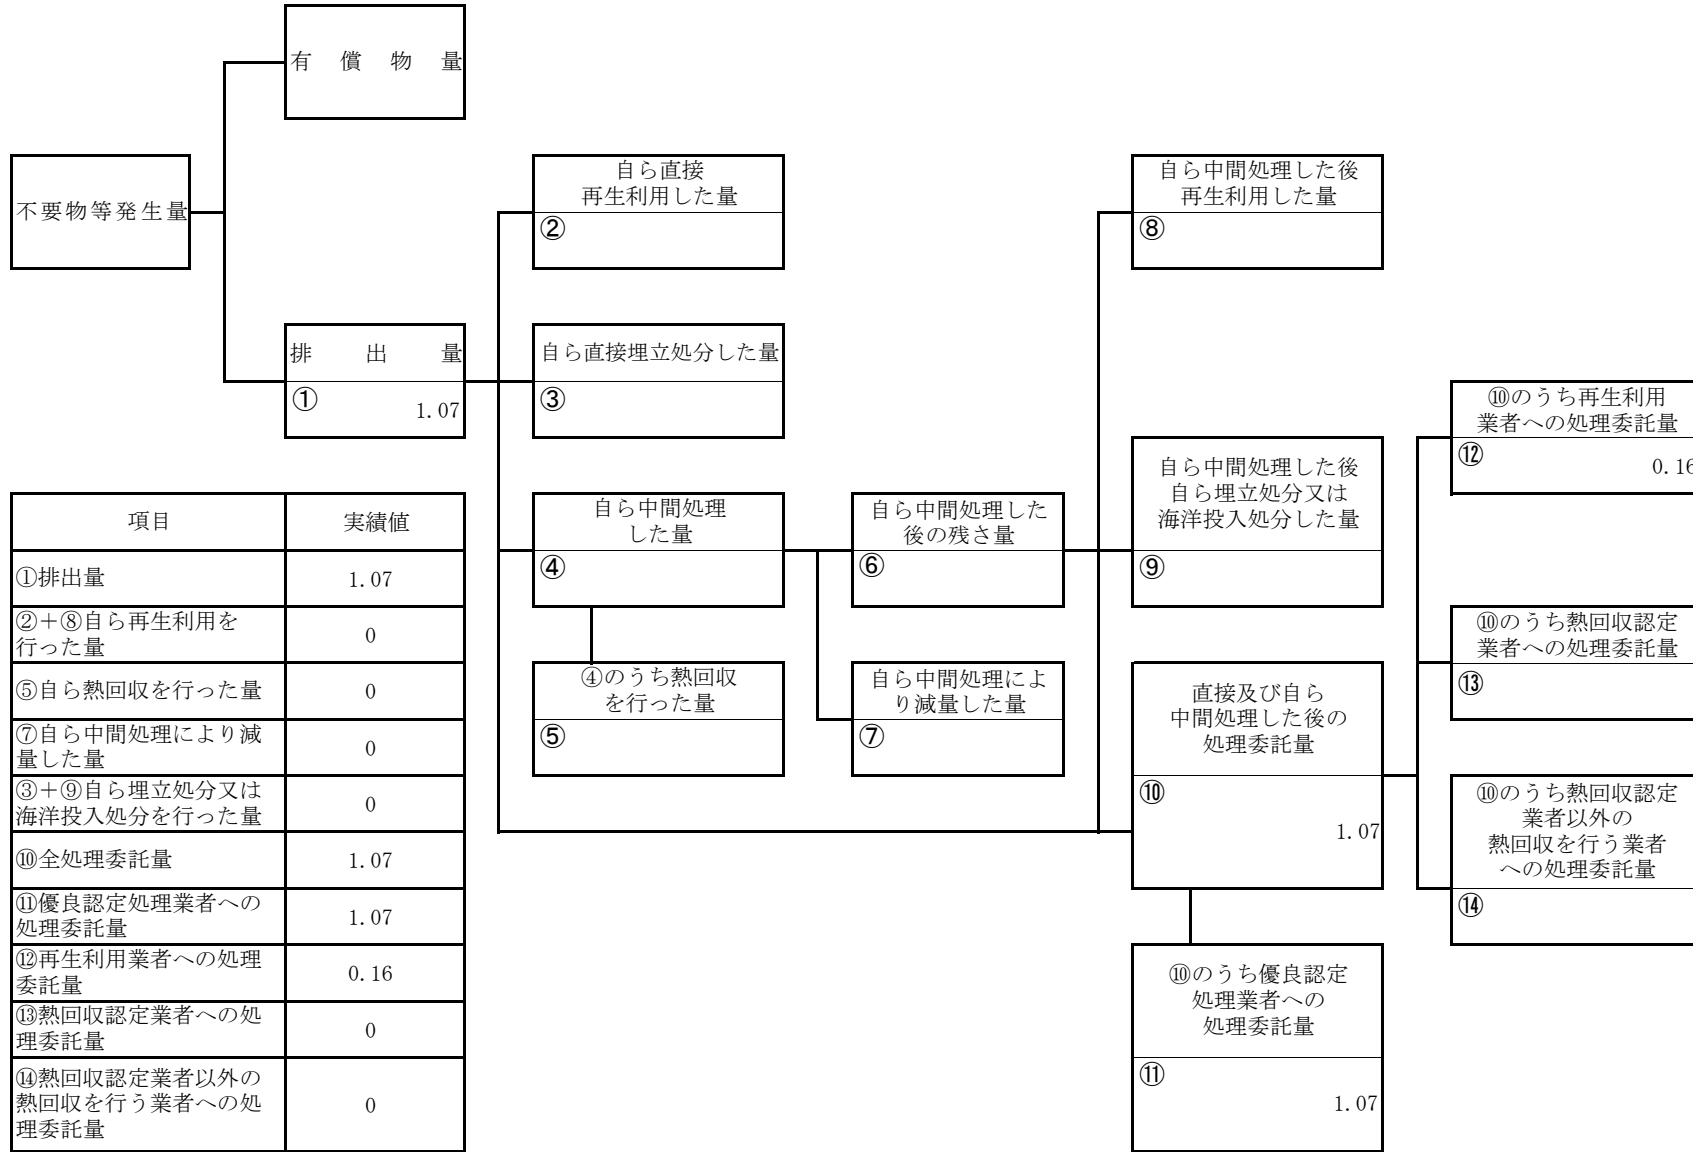 有償物量
不要物等発生量
自ら直接
再生利用した量
②
自ら中間処理した後
再生利用した量
⑧
排出量
①
1.07
自ら直接埋立処分した量
③
⑩のうち再生利用
業者への処理委託量
⑫
0.16
自ら中間処理
した量
④
自ら中間処理した
後の残さ量
⑥
自ら中間処理した後
自ら埋立処分又は
海洋投入処分した量
⑨
⑩のうち熱回収認定
業者への処理委託量
⑬
④のうち熱回収
を行った量
⑤
自ら中間処理によ
り減量した量
⑦
直接及び自ら
中間処理した後の
処理委託量
⑩
1.07
⑩のうち熱回収認定
業者以外の
熱回収を行う業者
への処理委託量
⑭
⑩のうち優良認定
処理業者への
処理委託量
⑪
1.07
項目 実績値
①排出量 1.07
②+⑧自ら再生利用を
行った量 0
⑤自ら熱回収を行った量 0
⑦自ら中間処理により減
量した量 0
③+⑨自ら埋立処分又は
海洋投入処分を行った量 0
⑩全処理委託量 1.07
⑪優良認定処理業者への
処理委託量 1.07
⑫再生利用業者への処理
委託量 0.16
⑬熱回収認定業者への処
理委託量 0
⑭熱回収認定業者以外の
熱回収を行う業者への処
理委託量 0